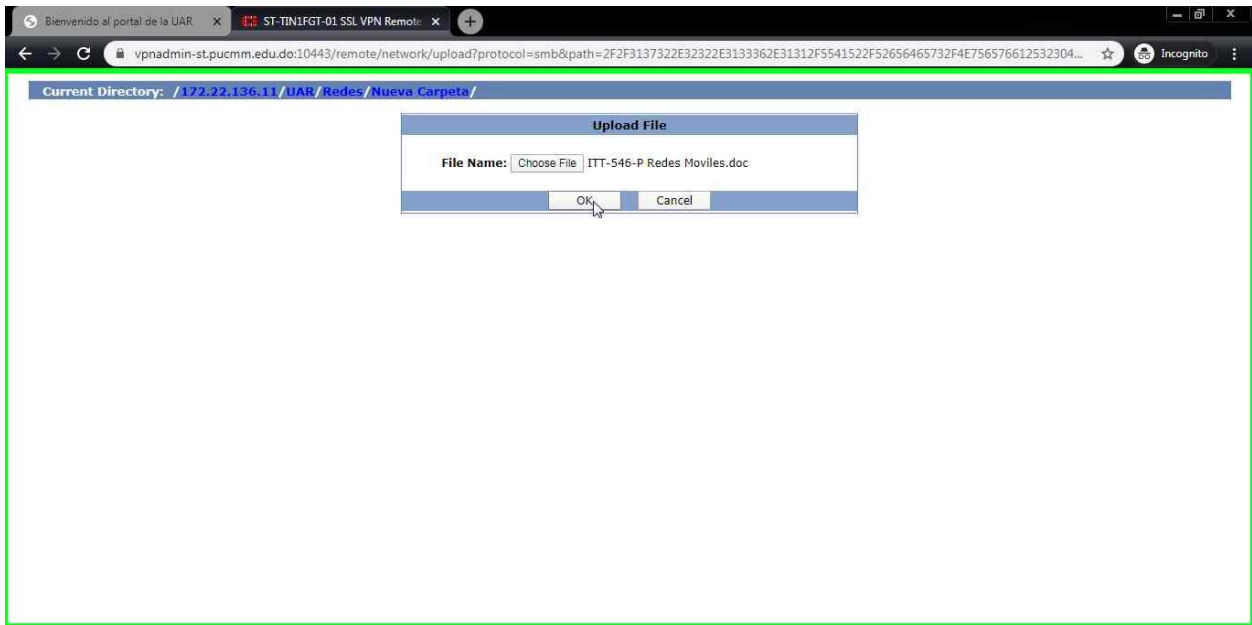 Bienvenido al portal de la UAR
ST-TIN1FGT-01 SSL VPN Remote
vpnadmin-st.pucmm.edu.do:10443/remote/network/upload?protocol=smb&path=2F2F3137322E32322E3133362E31312F5541522F52656465732F4E756576612532304...
Incognito
Current Directory: /172.22.136.11/UAR/Redes/Nueva Carpeta/
Upload File
File Name: Choose File ITT-546-P Redes Moviles.doc
OK Cancel